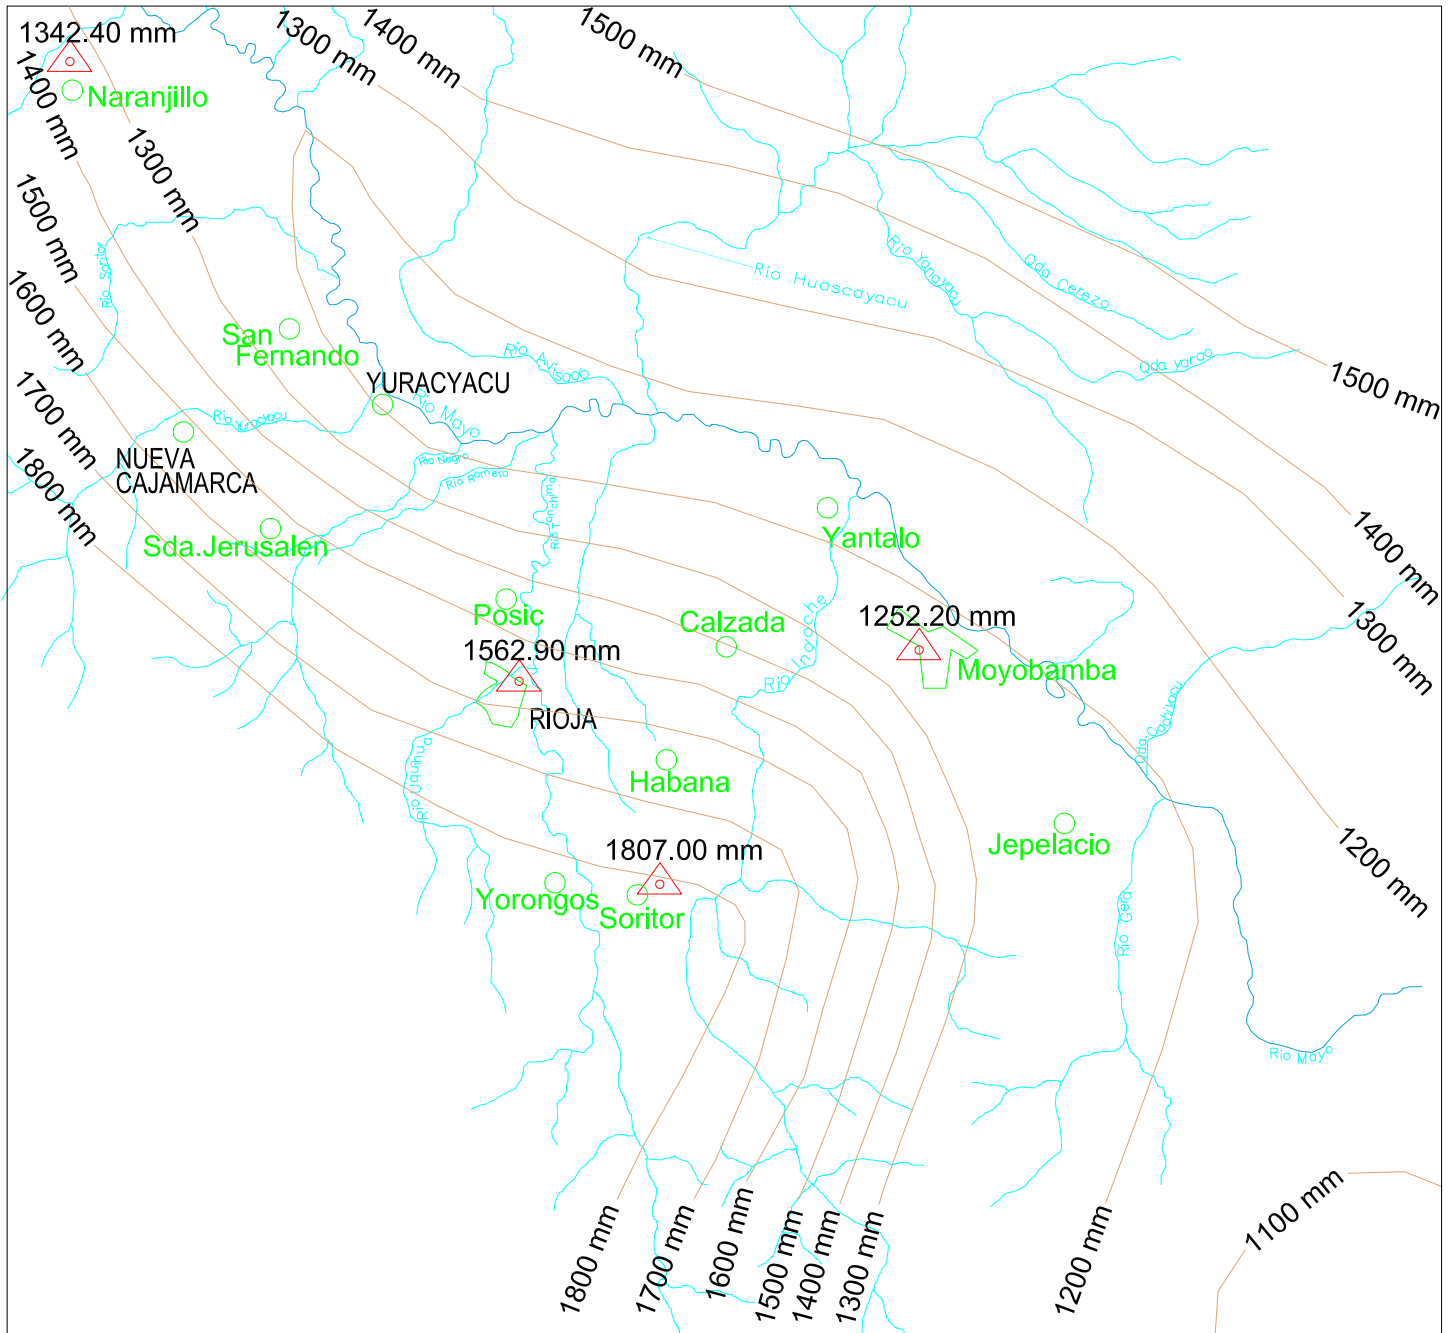 1342.40 mm
1300 mm
1400 mm
1500 mm
1400 mm
Naranjillo
1300 mm
1500 mm
Rio Soritor
Rio Yanayacu
Qda Cerezo
Rio Huascayacu
1600 mm
San
Fernando
Rio Avisado
Qda yarao
1500 mm
1700 mm
YURACYACU
Rio Mayo
Rio Yuracyacu
NUEVA
CAJAMARCA
Rio Negro
Rio Romero
1800 mm
Rio Tonchima
Sda.Jerusalen
Yantalo
1400 mm
Posic
Calzada
Rio Indoche
1252.20 mm
1300 mm
1562.90 mm
Moyobamba
RIOJA
Qda. Cachiyacu
Rio Uquihua
Habana
Jepelacio
1200 mm
1807.00 mm
Yorongos
Soritor
Rio Gera
Rio Mayo
1800 mm
1700 mm
1600 mm
1500 mm
1400 mm
1300 mm
1200 mm
1100 mm